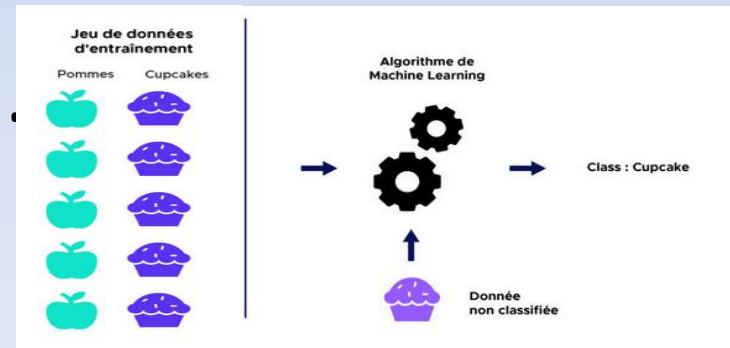 Jeu de données
d'entraînement
Pommes Cupcakes
Algorithme de
Machine Learning
Class : Cupcake
Donnée
non classifiée